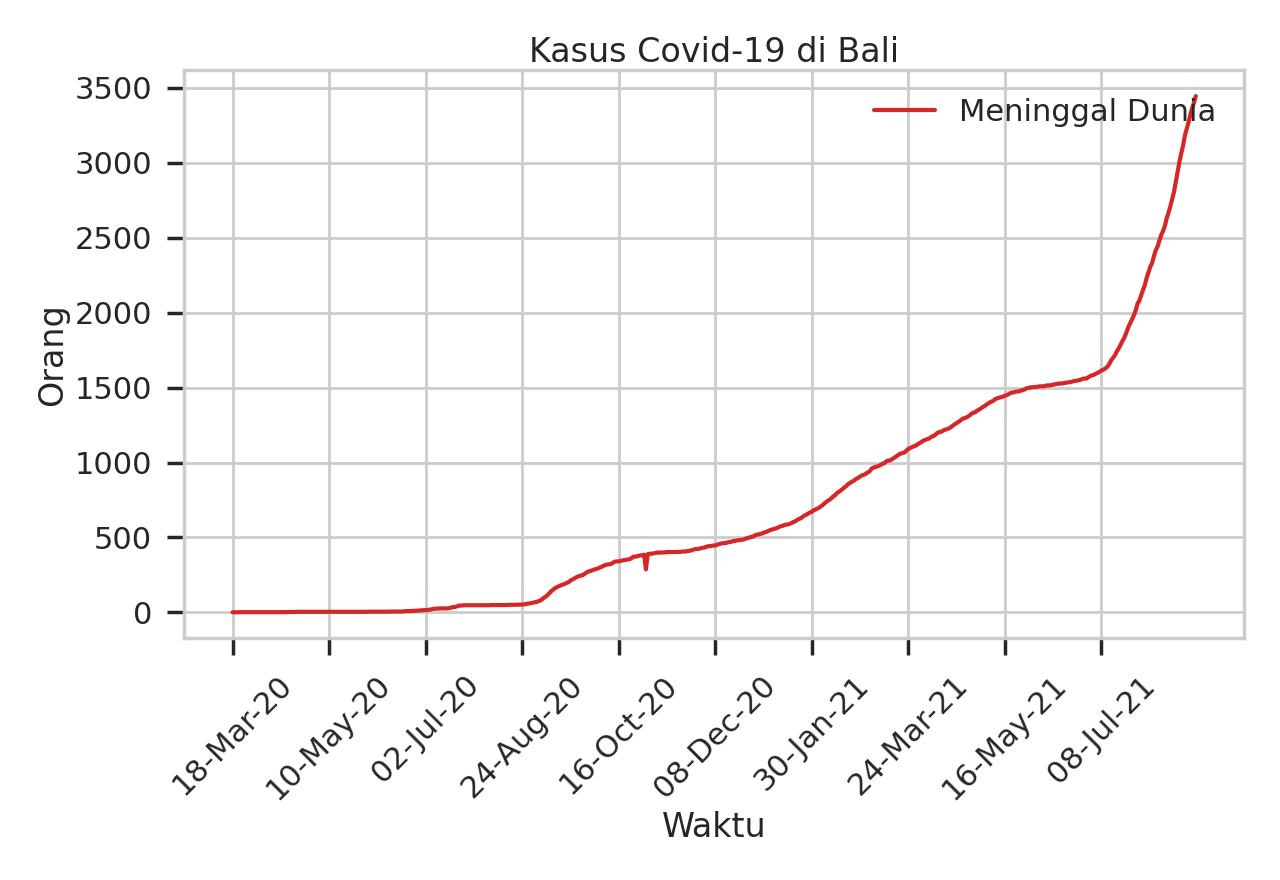 Kasus Covid-19 di Bali
Meninggal Dunia
Orang
3500
3000
2500
2000
1500
1000
500
0
18-Mar-20
10-May-20
02-Jul-20
24-Aug-20
16-Oct-20
08-Dec-20
30-Jan-21
24-Mar-21
16-May-21
08-Jul-21
Waktu